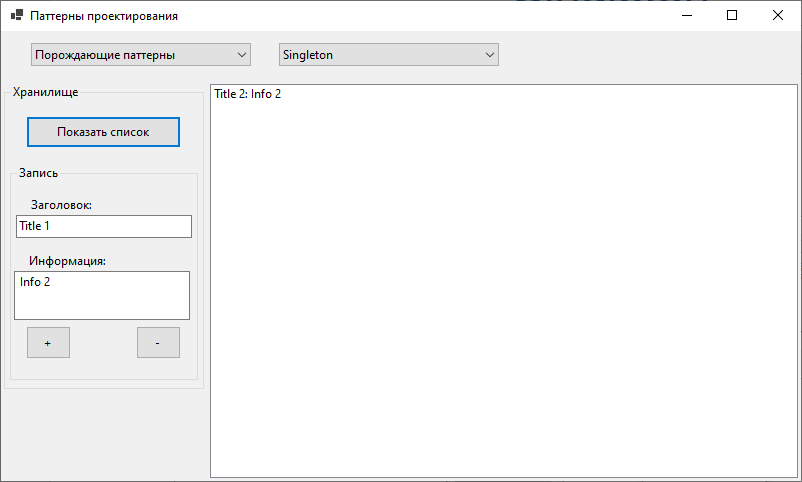 Паттерны проектирования
Порождающие паттерны
Singleton
Хранилище
Показать список
Запись
Заголовок:
Title 1
Информация:
Info 2
+
-
Title 2: Info 2